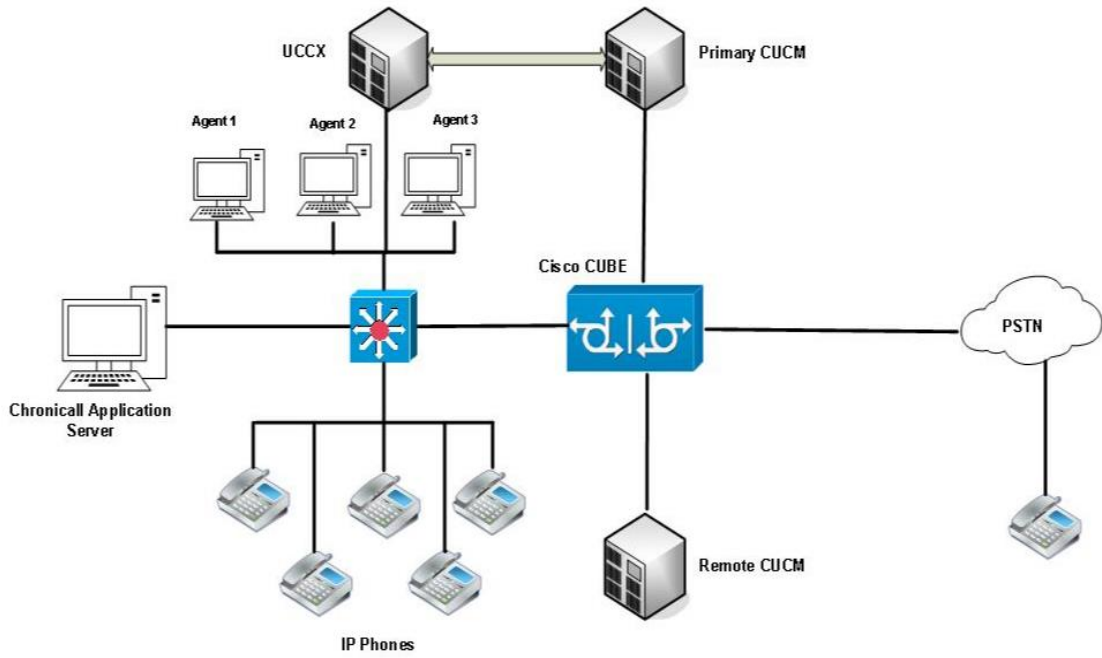 UCCX
Primary CUCM
Agent 1
Agent 2
Agent 3
Cisco CUBE
PSTN
Chronicall Application
Server
Remote CUCM
IP Phones